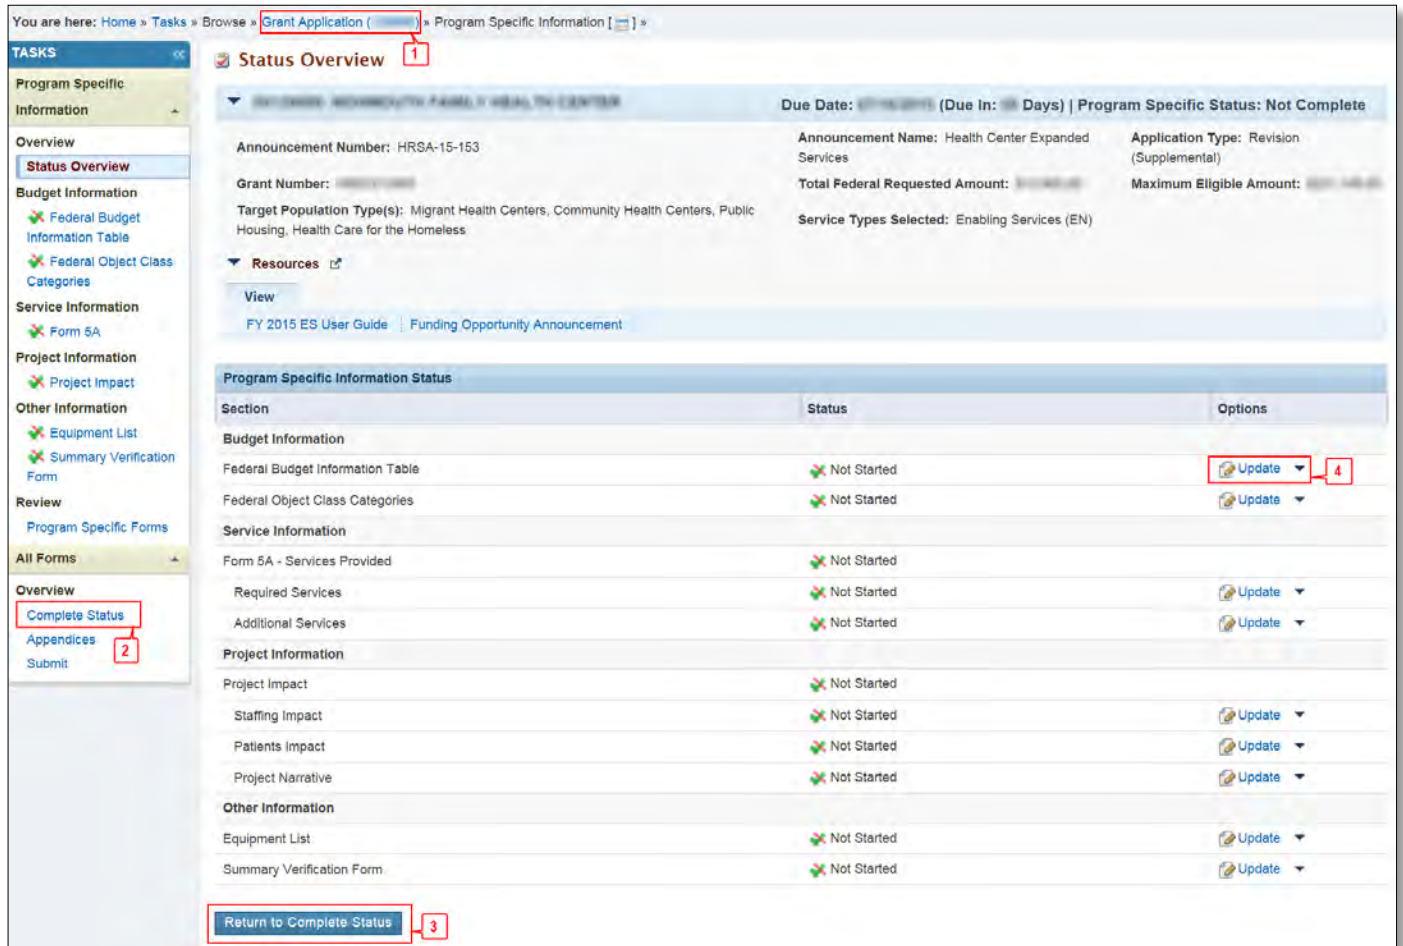 You are here: Home » Tasks » Browse » Grant Application ( ) » Program Specific Information [ ] »
1
TASKS
Program Specific
Information
Overview
Status Overview
Budget Information
Federal Budget
Information Table
Federal Object Class
Categories
Service Information
Form 5A
Project Information
Project Impact
Other Information
Equipment List
Summary Verification
Form
Review
Program Specific Forms
All Forms
Overview
Complete Status
2
Appendices
Submit
Status Overview
Due Date: (Due In: Days) | Program Specific Status: Not Complete
Announcement Number: HRSA-15-153
Announcement Name: Health Center Expanded
Services
Application Type: Revision
(Supplemental)
Grant Number:
Total Federal Requested Amount:
Maximum Eligible Amount:
Target Population Type(s): Migrant Health Centers, Community Health Centers, Public
Housing, Health Care for the Homeless
Service Types Selected: Enabling Services (EN)
Resources
View
FY 2015 ES User Guide Funding Opportunity Announcement
Program Specific Information Status
Section Status Options
Budget Information
Federal Budget Information Table Not Started Update 4
Federal Object Class Categories Not Started Update
Service Information
Form 5A - Services Provided Not Started
Required Services Not Started Update
Additional Services Not Started Update
Project Information
Project Impact Not Started
Staffing Impact Not Started Update
Patients Impact Not Started Update
Project Narrative Not Started Update
Other Information
Equipment List Not Started Update
Summary Verification Form Not Started Update
Return to Complete Status 3